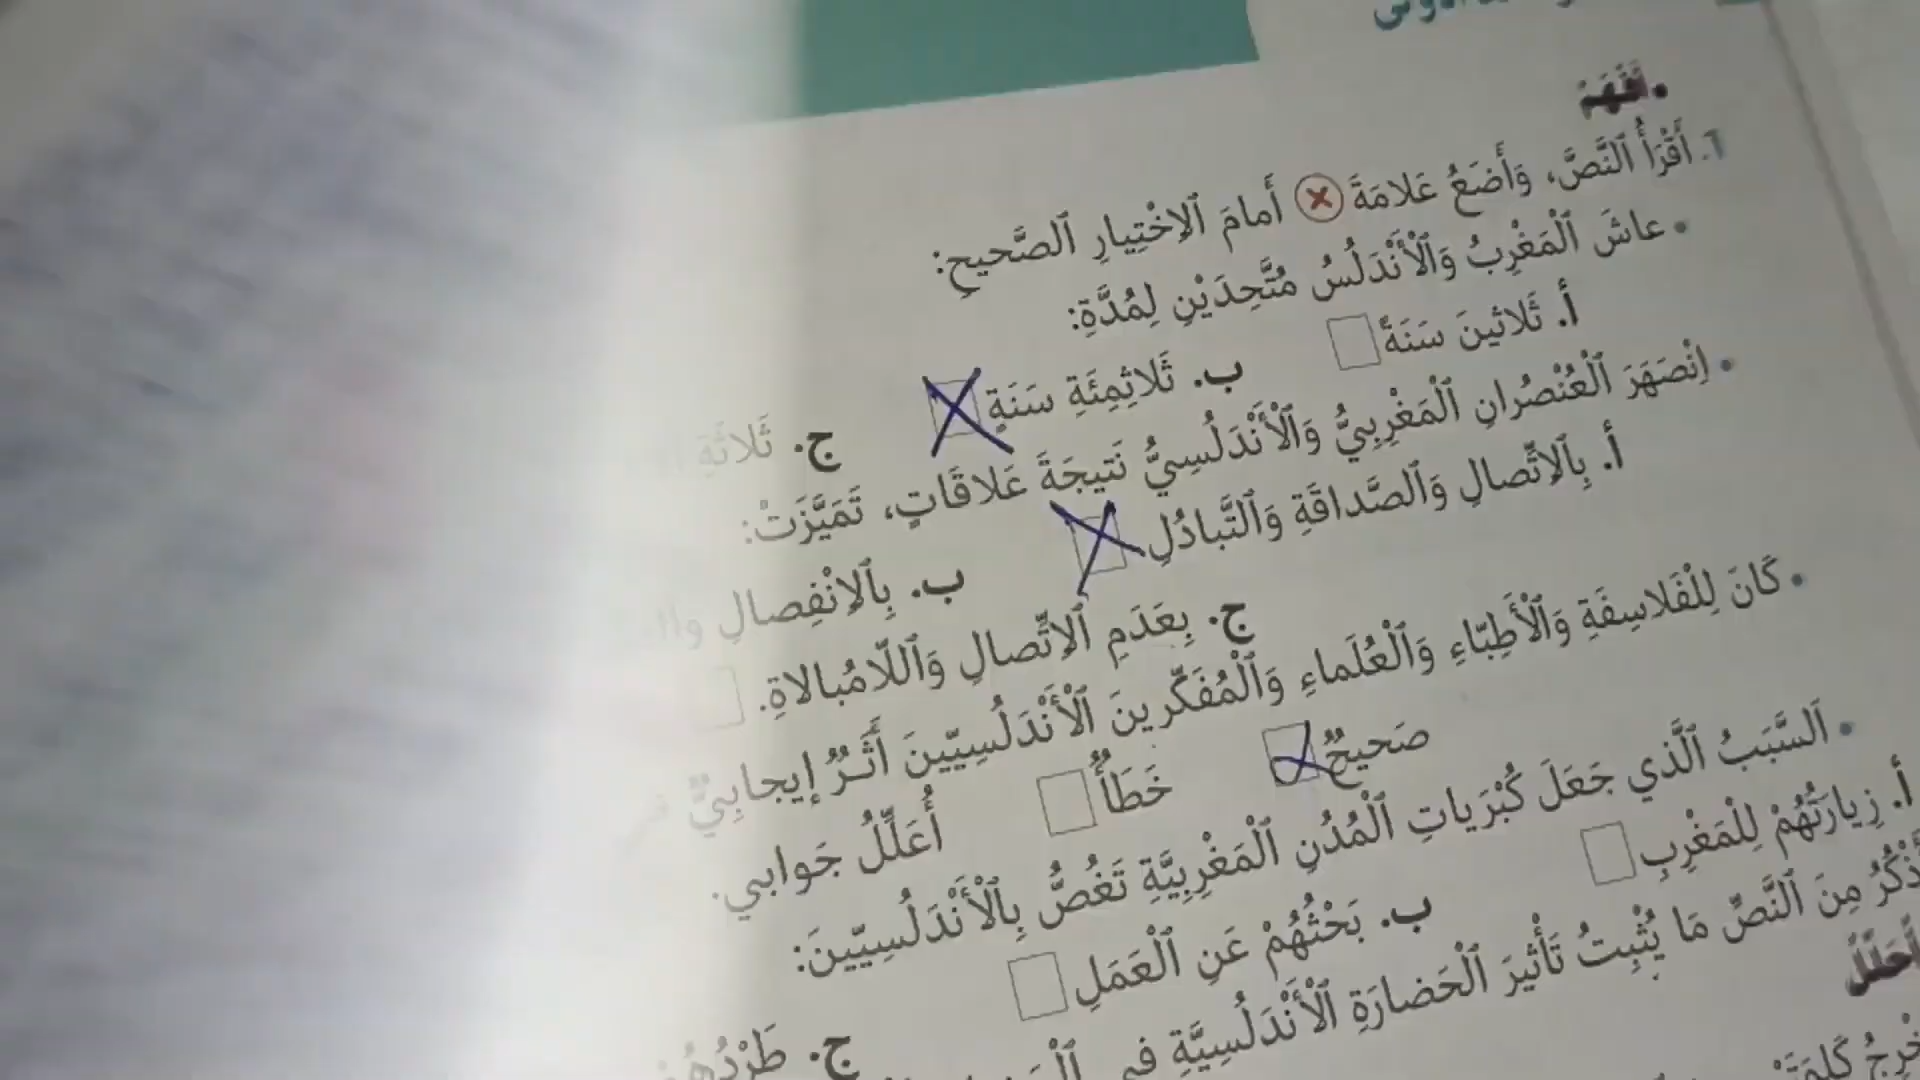 • أَفْهَمُ
1. أَقْرَأُ ٱلنَّصَّ، وَأَضَعُ عَلامَةَ × أَمامَ ٱلِاخْتِيارِ ٱلصَّحيحِ:
• عاشَ ٱلْمَغْرِبُ وَٱلْأَنْدَلُسُ مُتَّحِدَيْنِ لِمُدَّةِ:
أ. ثَلاثينَ سَنَةً ب. ثَلاثِمِئَةِ سَنَةٍ ج. ثَلاثَةِ
• اِنْصَهَرَ ٱلْعُنْصُرانِ ٱلْمَغْرِبِيُّ وَٱلْأَنْدَلُسِيُّ نَتيجَةَ عَلاقَاتٍ، تَمَيَّزَتْ:
أ. بِٱلِاتِّصالِ وَٱلصَّداقَةِ وَٱلتَّبادُلِ ب. بِٱلِانْفِصالِ
ج. بِعَدَمِ ٱلِاتِّصالِ وَٱللّامُبالاةِ.
• كَانَ لِلْفَلاسِفَةِ وَٱلْأَطِبّاءِ وَٱلْعُلَماءِ وَٱلْمُفَكِّرينَ ٱلْأَنْدَلُسِيّينَ أَثَرٌ إيجابِيٌّ
صَحيحٌ خَطَأٌ أُعَلِّلُ جَوابي.
• اَلسَّبَبُ ٱلَّذي جَعَلَ كُبْرَياتِ ٱلْمُدُنِ ٱلْمَغْرِبِيَّةِ تَغُصُّ بِٱلْأَنْدَلُسِيّينَ:
أ. زِيارَتُهُمْ لِلْمَغْرِبِ ب. بَحْثُهُمْ عَنِ ٱلْعَمَلِ ج. طَرْدُهُمْ
أَذْكُرُ مِنَ ٱلنَّصِّ مَا يُثْبِتُ تَأْثيرَ ٱلْحَضارَةِ ٱلْأَنْدَلُسِيَّةِ في
أُحَلِّلُ